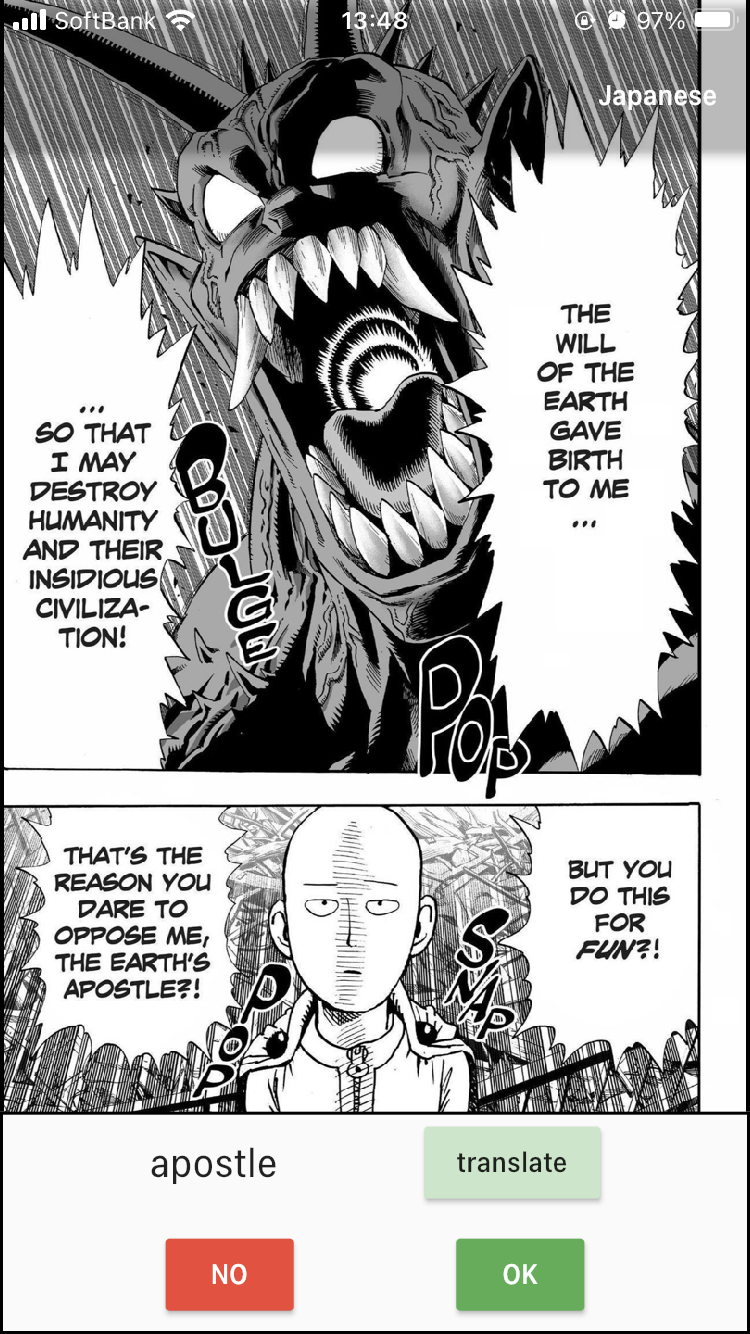 SoftBank 13:48 97%
Japanese
THE
WILL
OF THE
EARTH
GAVE
BIRTH
TO ME
...
...
SO THAT
I MAY
DESTROY
HUMANITY
AND THEIR
INSIDIOUS
CIVILIZA-
TION!
BULGE
POP
BUT YOU
DO THIS
FOR
FUN?!
SNAP
THAT'S THE
REASON YOU
DARE TO
OPPOSE ME,
THE EARTH'S
APOSTLE?!
POP
apostle translate
NO OK